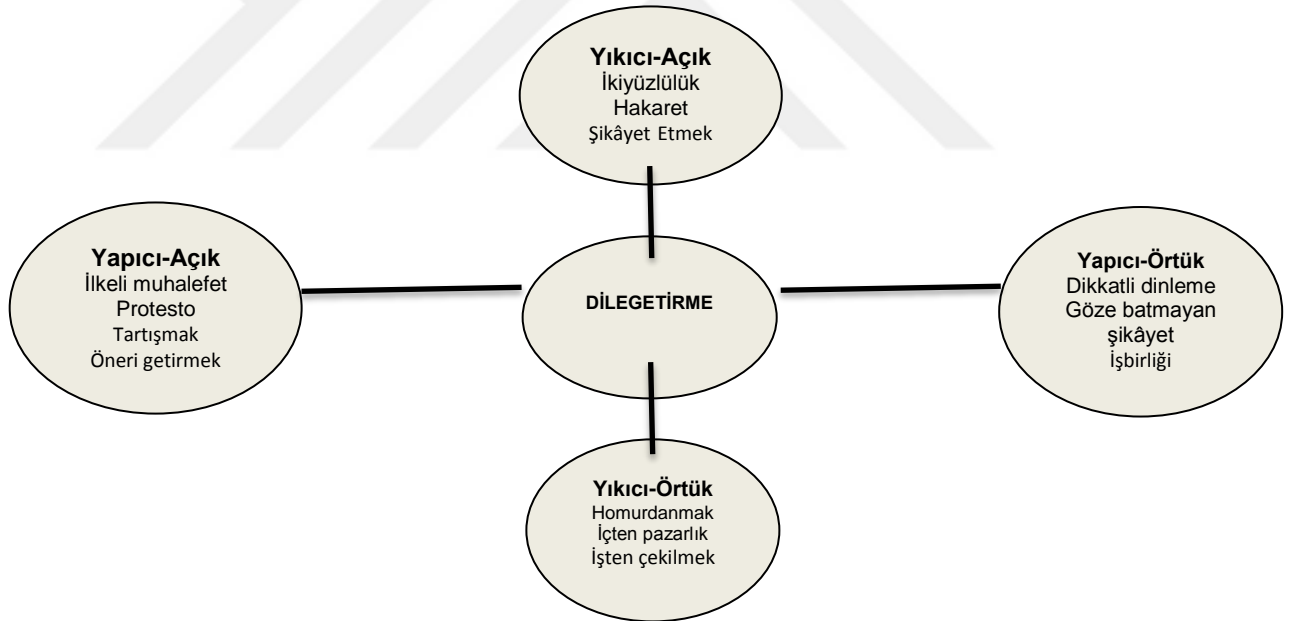 Yıkıcı-Açık
İkiyüzlülük
Hakaret
Şikâyet Etmek
Yapıcı-Açık
İlkeli muhalefet
Protesto
Tartışmak
Öneri getirmek
DİLEGETİRME
Yapıcı-Örtük
Dikkatli dinleme
Göze batmayan
şikâyet
İşbirliği
Yıkıcı-Örtük
Homurdanmak
İçten pazarlık
İşten çekilmek